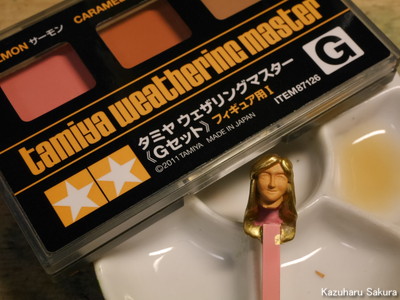 MON サーモン
CARAME
tamiya weathering master
G
タミヤ ウェザリングマスター
《Gセット》フィギュア用I
ITEM87126
©2011 TAMIYA MADE IN JAPAN
Kazuharu Sakura